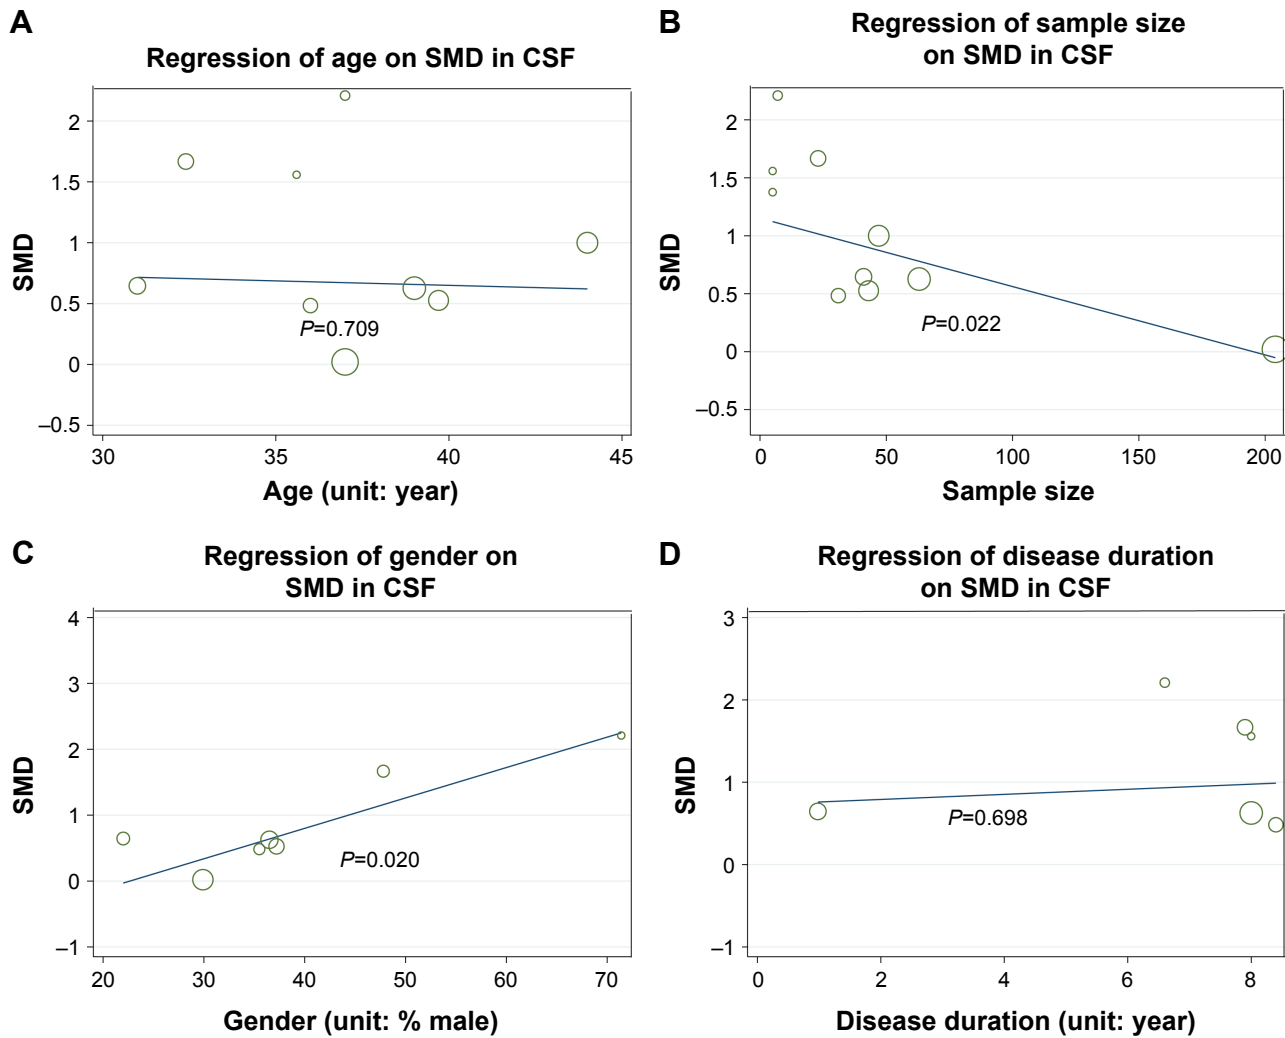 A
Regression of age on SMD in CSF
SMD
2
1.5
1
0.5
0
–0.5
P=0.709
30 35 40 45
Age (unit: year)
B
Regression of sample size
on SMD in CSF
SMD
2
1.5
1
0.5
0
–0.5
P=0.022
0 50 100 150 200
Sample size
C
Regression of gender on
SMD in CSF
SMD
4
3
2
1
0
–1
P=0.020
20 30 40 50 60 70
Gender (unit: % male)
D
Regression of disease duration
on SMD in CSF
SMD
3
2
1
0
–1
P=0.698
0 2 4 6 8
Disease duration (unit: year)